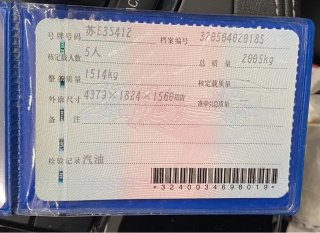 号牌号码 苏E35412 档案编号 320504020185
核定载人数 5人 总质量 2005kg
整备质量 1514kg 核定载质量 —
外廓尺寸 4379×1824×1566mm 准牵引总质量 —
备注
检验记录 汽油
*3240034698019*